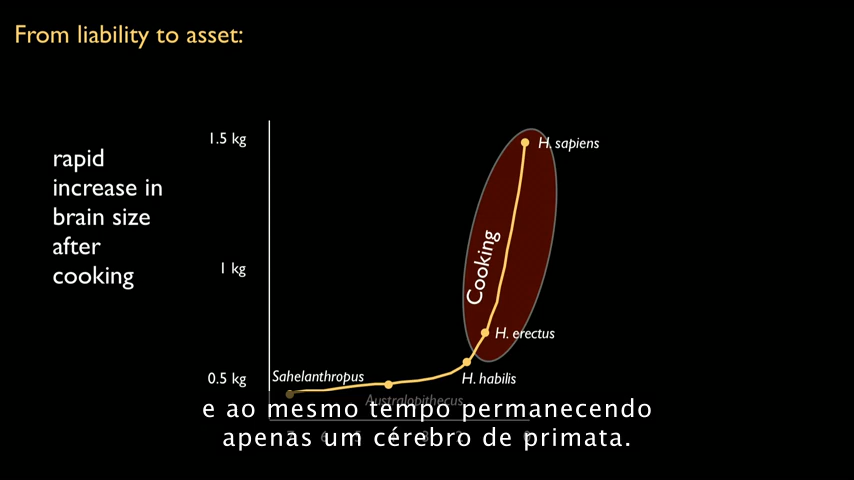 From liability to asset:
rapid
increase in
brain size
after
cooking
1.5 kg
1 kg
0.5 kg
H. sapiens
Cooking
H. erectus
H. habilis
Sahelanthropus
Australopithecus
e ao mesmo tempo permanecendo
apenas um cérebro de primata.